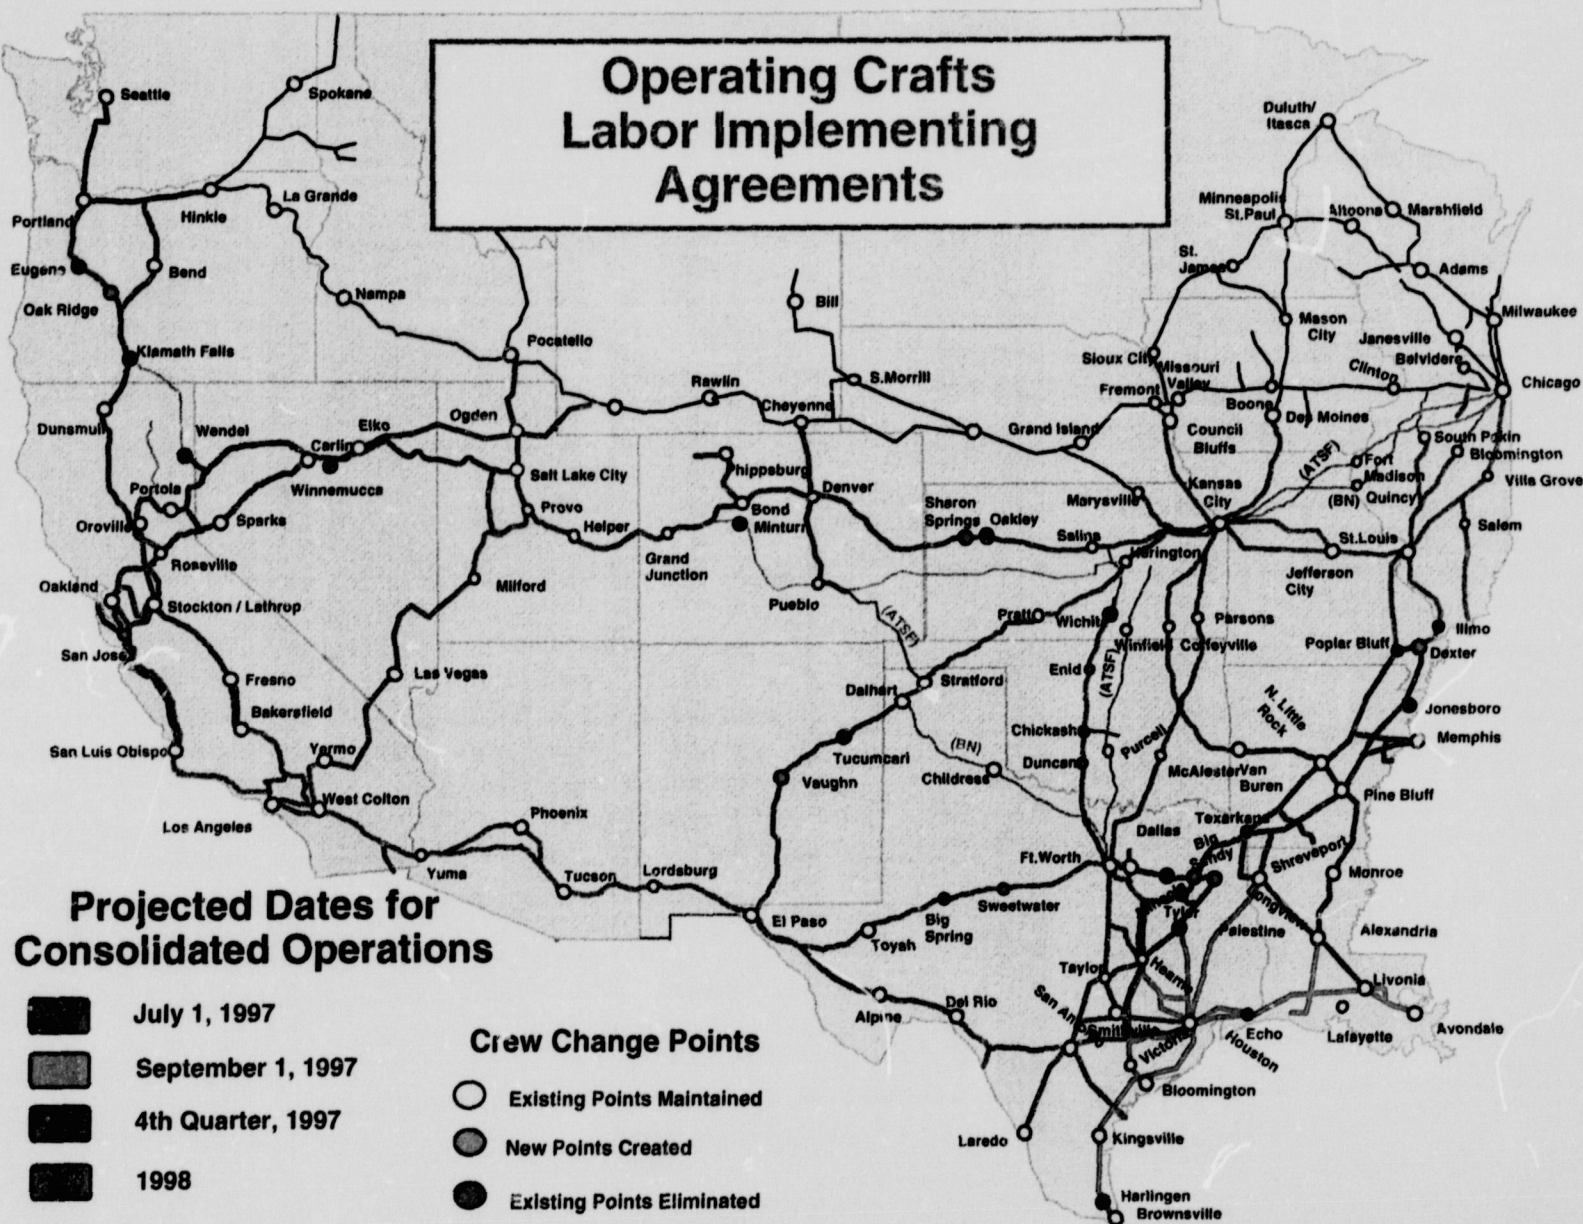 Operating Crafts
Labor Implementing
Agreements
Seattle
Spokane
Duluth/
Itasca
La Grande
Hinkle
Portland
Minneapolis
St.Paul
Altoona
Marshfield
Eugene
Bend
St.
James
Adams
Oak Ridge
Nampa
Bill
Mason
City
Milwaukee
Klamath Falls
Pocatello
Janesville
Belvidere
Sioux City
Missouri
Valley
Clinton
Chicago
Rawlin
S.Morrill
Fremont
Dunsmuir
Wendel
Carlin
Elko
Ogden
Cheyenne
Grand Island
Boone
Des Moines
Council
Bluffs
South Pekin
Bloomington
(ATSF)
Fort
Madison
Villa Grove
Portola
Winnemucca
Salt Lake City
Phippsburg
Denver
Marysville
Kansas
City
(BN)
Quincy
Oroville
Sparks
Provo
Helper
Bond
Minturn
Sharon
Springs
Oakley
Salina
Salem
Roseville
Grand
Junction
Herington
St.Louis
Jefferson
City
Oakland
Stockton / Lathrop
Milford
Pueblo
(ATSF)
Pratt
Wichita
Winfield
Coffeyville
Parsons
Poplar Bluff
Illmo
Dexter
San Jose
Fresno
Las Vegas
Dalhart
Stratford
Enid
(ATSF)
N. Little
Rock
Jonesboro
Bakersfield
San Luis Obispo
Yermo
Tucumcari
(BN)
Chickasha
Purcell
Memphis
Vaughn
Childress
Duncan
McAlester
Van
Buren
Pine Bluff
West Colton
Los Angeles
Phoenix
Dallas
Texarkana
Big
Sandy
Shreveport
Ft.Worth
Monroe
Yuma
Tucson
Lordsburg
El Paso
Toyah
Big
Spring
Sweetwater
Tyler
Longview
Palestine
Alexandria
Taylor
Hearne
Livonia
Alpine
Del Rio
Smithville
Victoria
Houston
Echo
Lafayette
Avondale
Bloomington
Laredo
Kingsville
Harlingen
Brownsville
Projected Dates for
Consolidated Operations
July 1, 1997
September 1, 1997
4th Quarter, 1997
1998
Crew Change Points
Existing Points Maintained
New Points Created
Existing Points Eliminated